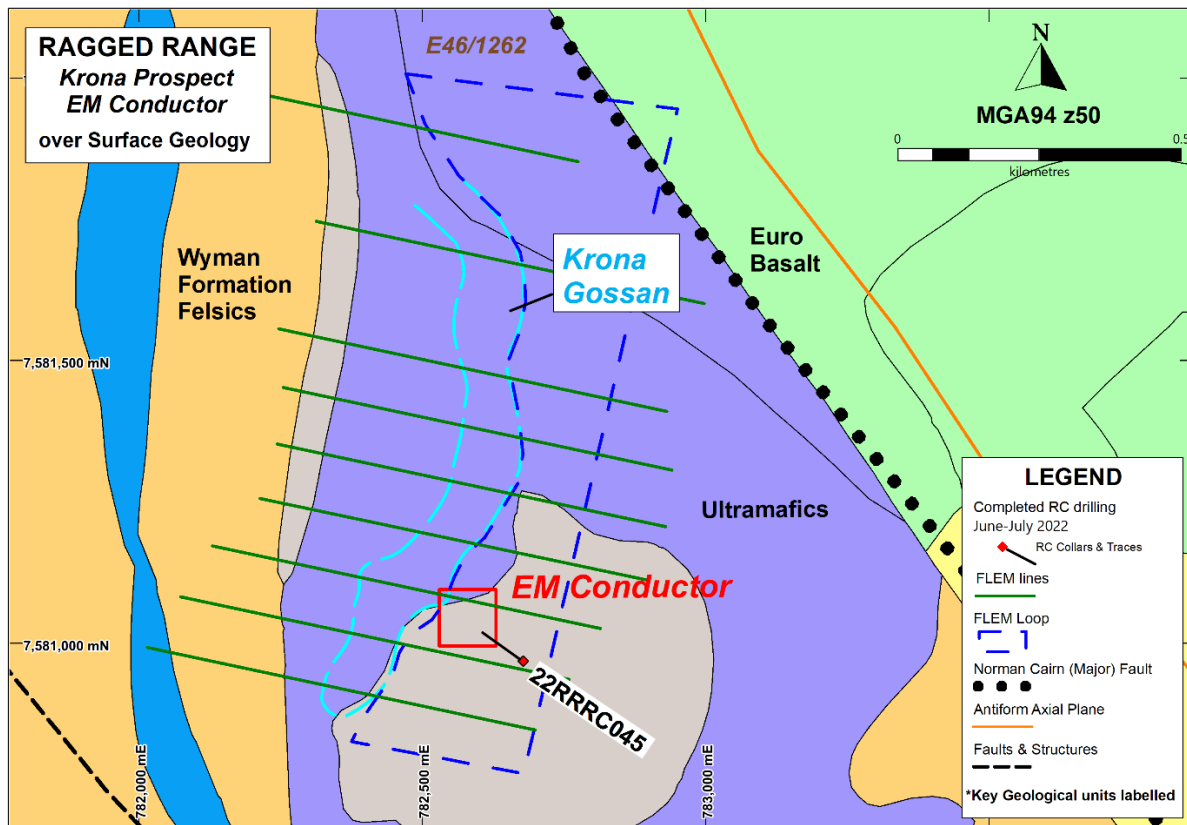 RAGGED RANGE
Krona Prospect
EM Conductor
over Surface Geology
E46/1262
N
MGA94 z50
0
0.5
kilometres
Wyman
Formation
Felsics
Krona
Gossan
Euro
Basalt
7,581,500 mN
Ultramafics
EM Conductor
7,581,000 mN
22RRRC045
782,000 mE
782,500 mE
783,000 mE
LEGEND
Completed RC drilling
June-July 2022
RC Collars & Traces
FLEM lines
FLEM Loop
Norman Cairn (Major) Fault
Antiform Axial Plane
Faults & Structures
*Key Geological units labelled